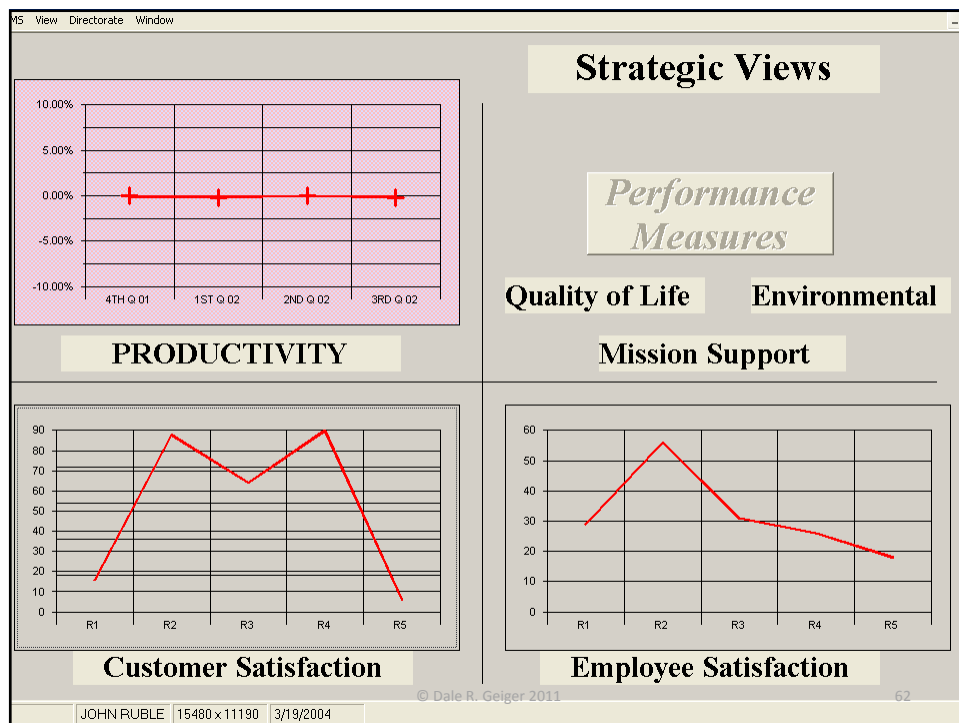 MS View Directorate Window
Strategic Views
10.00%
5.00%
0.00%
-5.00%
-10.00%
4TH Q 01 1ST Q 02 2ND Q 02 3RD Q 02
PRODUCTIVITY
Performance
Measures
Quality of Life Environmental
Mission Support
90
80
70
60
50
40
30
20
10
0
R1 R2 R3 R4 R5
Customer Satisfaction
60
50
40
30
20
10
0
R1 R2 R3 R4 R5
Employee Satisfaction
© Dale R. Geiger 2011 62
JOHN RUBLE 15480 x 11190 3/19/2004